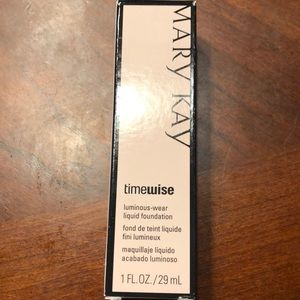 MARY KAY
timewise
luminous-wear
liquid foundation
fond de teint liquide
fini lumineux
maquillaje líquido
acabado luminoso
1 FL. OZ. / 29 mL